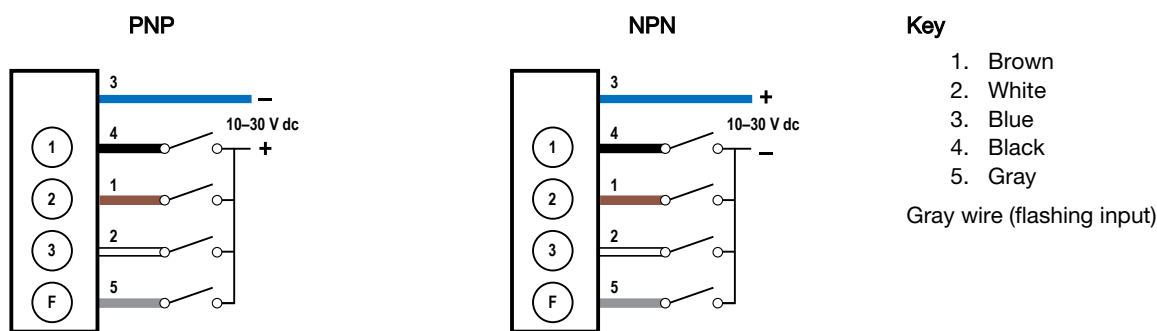 PNP
3
–
10–30 V dc
1
4
+
2
1
3
2
F
5
NPN
3
+
10–30 V dc
1
4
–
2
1
3
2
F
5
Key
1. Brown
2. White
3. Blue
4. Black
5. Gray
Gray wire (flashing input)